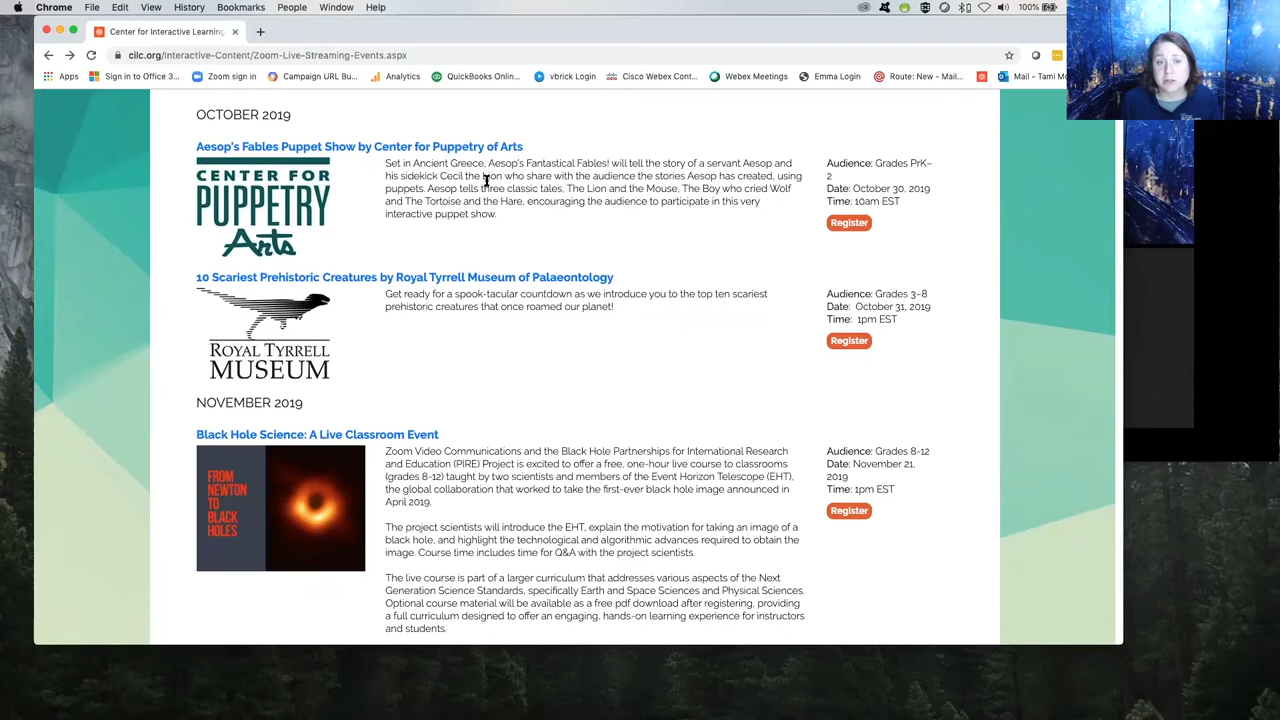 Chrome File Edit View History Bookmarks People Window Help 100%
Center for Interactive Learning
cilc.org/Interactive-Content/Zoom-Live-Streaming-Events.aspx
Apps Sign in to Office 3... Zoom sign in Campaign URL Bu... Analytics QuickBooks Onlin... vbrick Login Cisco Webex Cont... Webex Meetings Emma Login Route: New - Mail... Mail - Tami Mo
OCTOBER 2019
Aesop's Fables Puppet Show by Center for Puppetry of Arts
CENTER FOR
PUPPETRY
Arts
Set in Ancient Greece, Aesop's Fantastical Fables! will tell the story of a servant Aesop and
his sidekick Cecil the lion who share with the audience the stories Aesop has created, using
puppets. Aesop tells three classic tales, The Lion and the Mouse, The Boy who cried Wolf
and The Tortoise and the Hare, encouraging the audience to participate in this very
interactive puppet show.
Audience: Grades PrK–
2
Date: October 30, 2019
Time: 10am EST
Register
10 Scariest Prehistoric Creatures by Royal Tyrrell Museum of Palaeontology
ROYAL TYRRELL
MUSEUM
Get ready for a spook-tacular countdown as we introduce you to the top ten scariest
prehistoric creatures that once roamed our planet!
Audience: Grades 3–8
Date: October 31, 2019
Time: 1pm EST
Register
NOVEMBER 2019
Black Hole Science: A Live Classroom Event
FROM
NEWTON
TO
BLACK
HOLES
Zoom Video Communications and the Black Hole Partnerships for International Research
and Education (PIRE) Project is excited to offer a free, one-hour live course to classrooms
(grades 8-12) taught by two scientists and members of the Event Horizon Telescope (EHT),
the global collaboration that worked to take the first-ever black hole image announced in
April 2019.
The project scientists will introduce the EHT, explain the motivation for taking an image of a
black hole, and highlight the technological and algorithmic advances required to obtain the
image. Course time includes time for Q&A with the project scientists.
The live course is part of a larger curriculum that addresses various aspects of the Next
Generation Science Standards, specifically Earth and Space Sciences and Physical Sciences.
Optional course material will be available as a free pdf download after registering, providing
a full curriculum designed to offer an engaging, hands-on learning experience for instructors
and students.
Audience: Grades 8-12
Date: November 21,
2019
Time: 1pm EST
Register